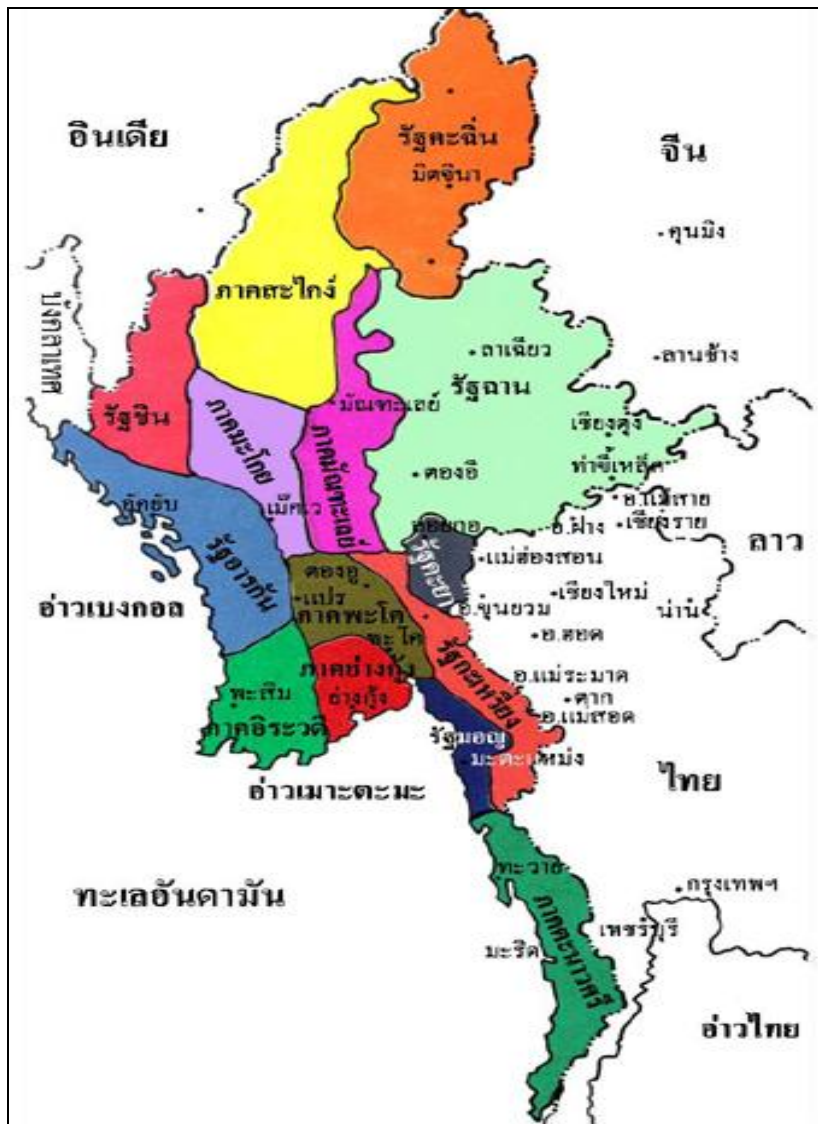 อินเดีย
รัฐคะฉิ่น
จีน
มิตจีนา
คุนมิง
บังกลาเทศ
ภาคสะไกง์
ลาเฉียว
ลานช้าง
รัฐชิน
ภาคมะโกย
มัณฑะเลย์
รัฐฉาน
เชียงตุง
ภาคมัณฑะเลย์
ตองยี
ท่าขี้เหล็ก
อ.แม่สาย
อัคยับ
แม็คเว
อ.ฝาง
เชียงราย
ลาว
รัฐอารกัน
รัฐคะยา
แม่ฮ่องสอน
ตองอู
แปร
อ.ขุนยวม
เชียงใหม่
น่าน
อ่าวเบงกอล
ภาคพะโค
พะโค
อ.ฮอด
รัฐกะเหรี่ยง
ภาคย่างกุ้ง
อ.แม่ระมาด
พะสิม
ย่างกุ้ง
ตาก
อ.แม่สอด
ภาคอิระวดี
รัฐมอญ
อ่าวเมาะตะมะ
ไทย
ทะวาย
ทะเลอันดามัน
กรุงเทพฯ
ภาคตะนาวศรี
เพชรบุรี
มะริด
อ่าวไทย